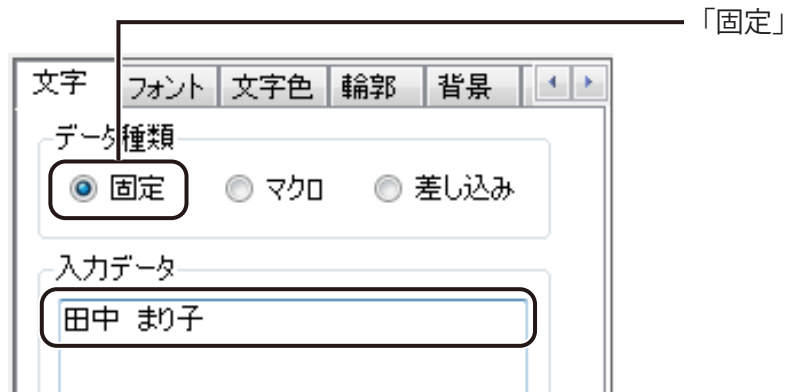 「固定」
文字 フォント 文字色 輪郭 背景
データ種類
固定 マクロ 差し込み
入力データ
田中 まり子